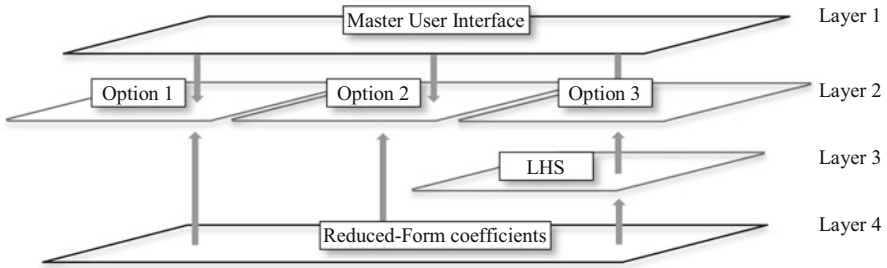 Master User Interface
Layer 1
Option 1
Option 2
Option 3
Layer 2
LHS
Layer 3
Reduced-Form coefficients
Layer 4